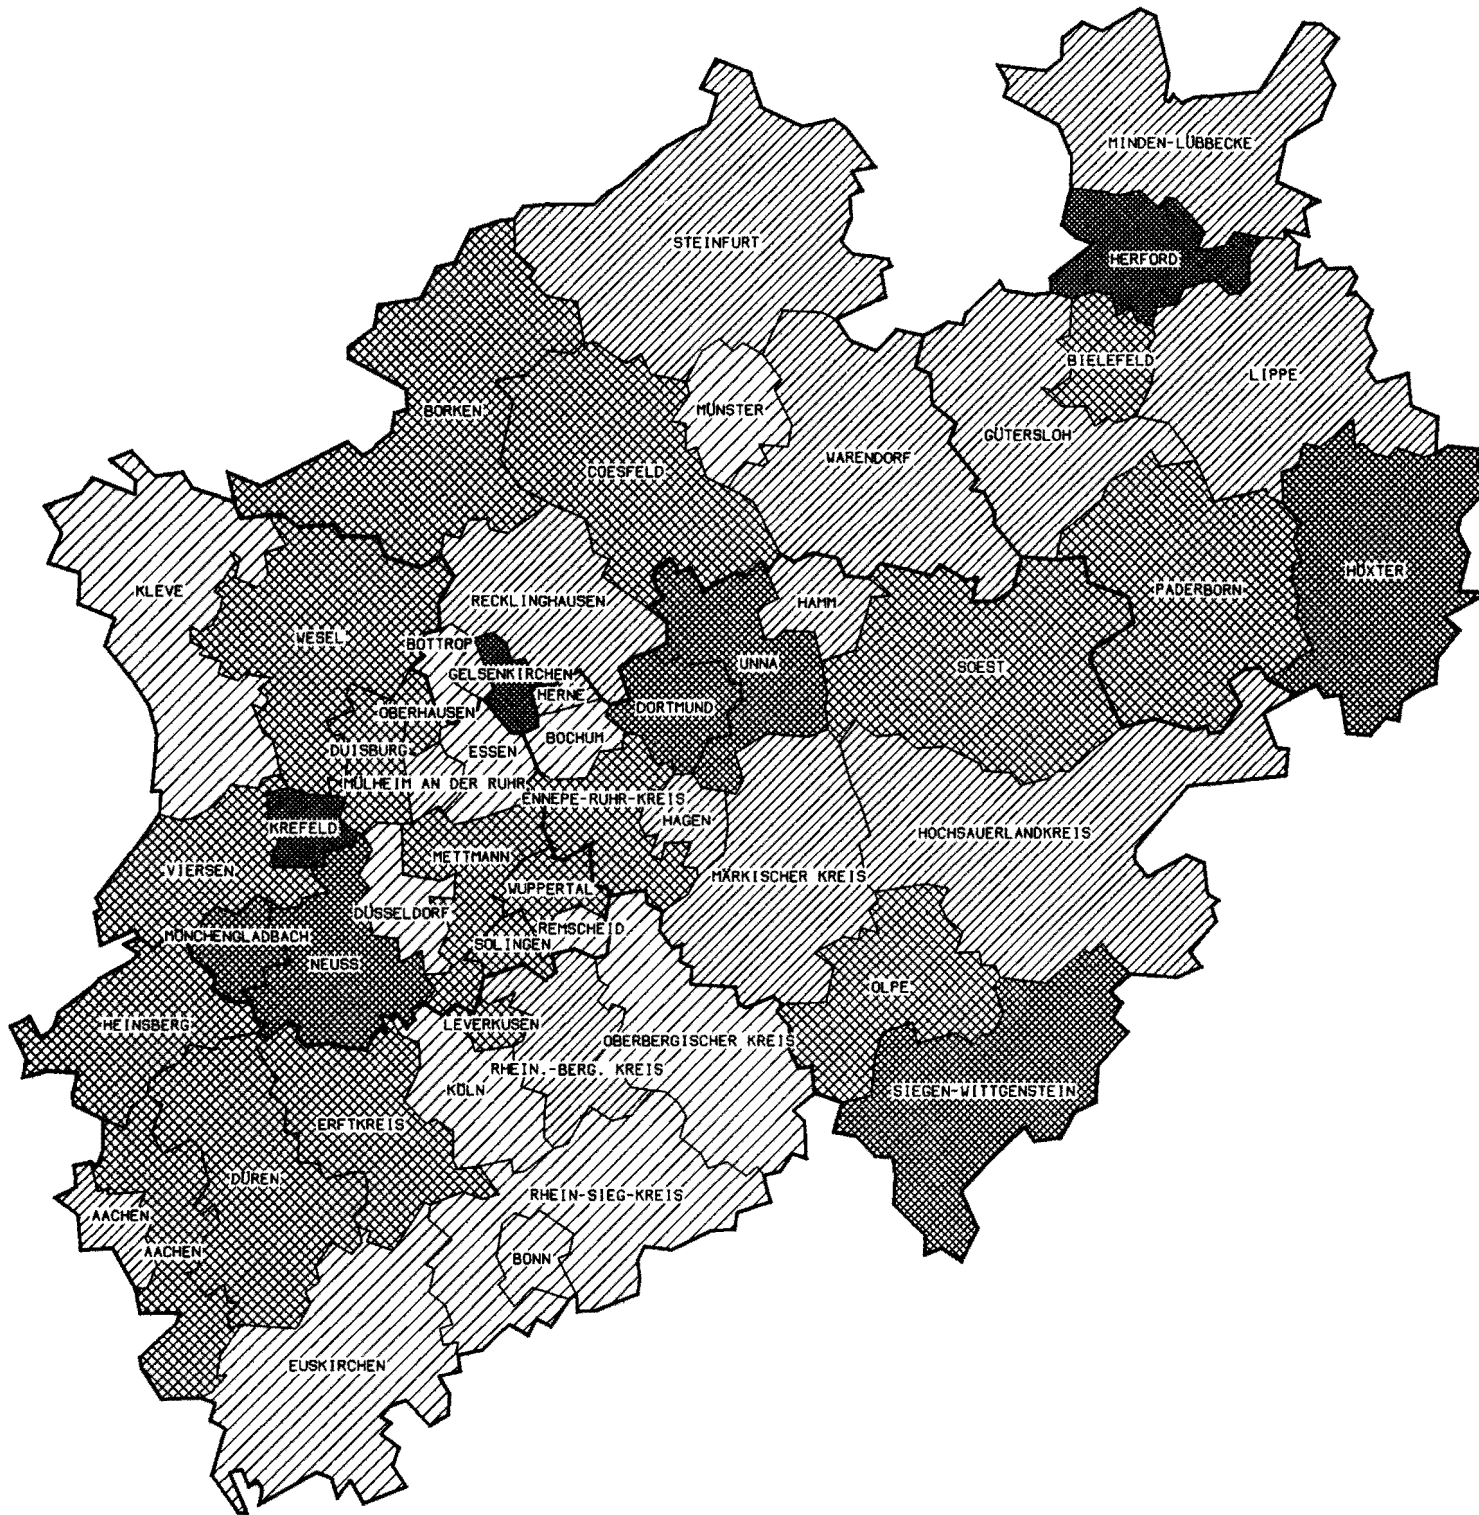 MINDEN-LÜBBECKE
STEINFURT
HERFORD
BIELEFELD
LIPPE
BORKEN
MÜNSTER
GÜTERSLOH
WARENDORF
COESFELD
HÖXTER
KLEVE
PADERBORN
RECKLINGHAUSEN
HAMM
WESEL
BOTTROP
UNNA
SOEST
GELSENKIRCHEN
HERNE
OBERHAUSEN
DORTMUND
DUISBURG
ESSEN
BOCHUM
MÜLHEIM AN DER RUHR
ENNEPE-RUHR-KREIS
HAGEN
KREFELD
HOCHSAUERLANDKREIS
METTMANN
VIERSEN
MÄRKISCHER KREIS
WUPPERTAL
DÜSSELDORF
REMSCHEID
MÖNCHENGLADBACH
SOLINGEN
NEUSS
OLPE
HEINSBERG
LEVERKUSEN
OBERBERGISCHER KREIS
RHEIN.-BERG. KREIS
KÖLN
SIEGEN-WITTGENSTEIN
ERFTKREIS
DÜREN
RHEIN-SIEG-KREIS
AACHEN
AACHEN
BONN
EUSKIRCHEN